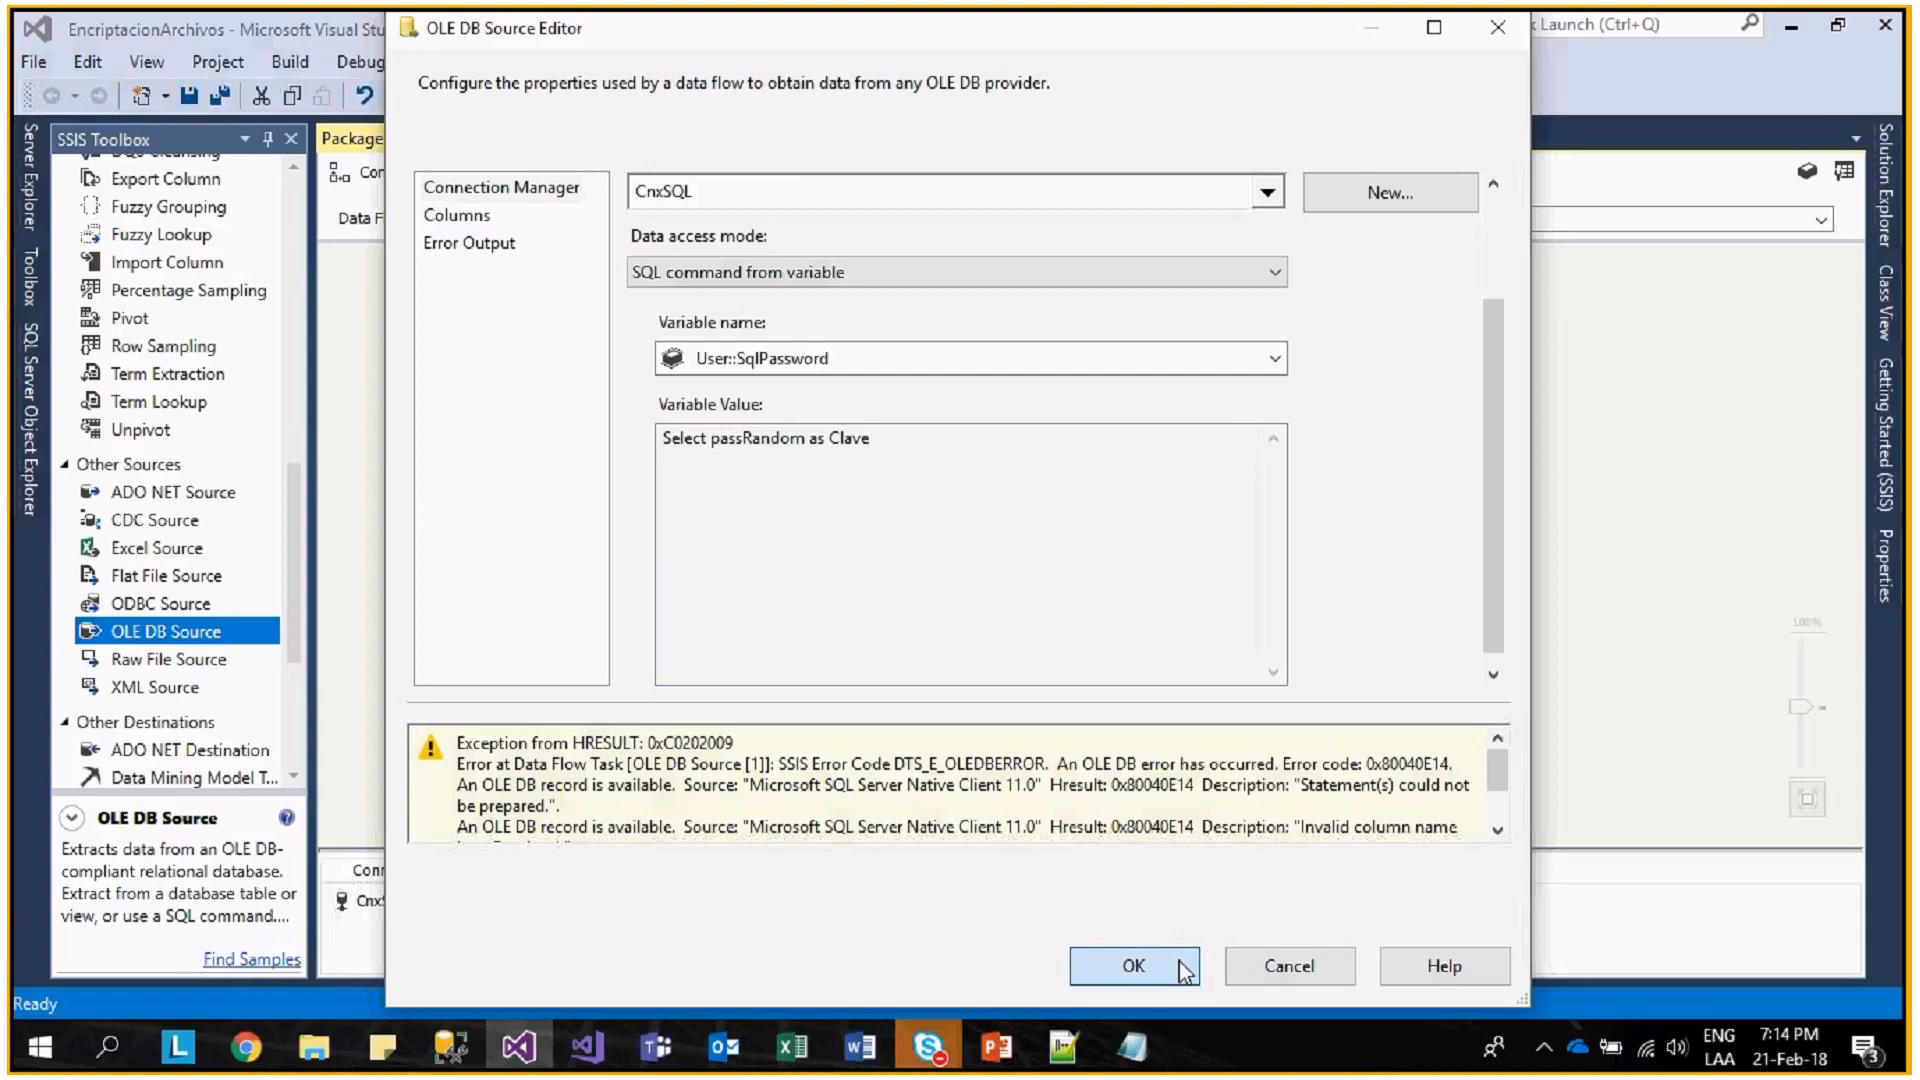 EncriptacionArchivos - Microsoft Visual Stu
OLE DB Source Editor
Launch (Ctrl+Q)
File Edit View Project Build Debug
Configure the properties used by a data flow to obtain data from any OLE DB provider.
SSIS Toolbox
Package
DQS Cleansing
Export Column
Fuzzy Grouping
Fuzzy Lookup
Import Column
Percentage Sampling
Pivot
Row Sampling
Term Extraction
Term Lookup
Unpivot
Other Sources
ADO NET Source
CDC Source
Excel Source
Flat File Source
ODBC Source
OLE DB Source
Raw File Source
XML Source
Other Destinations
ADO NET Destination
Data Mining Model T...
OLE DB Source
Extracts data from an OLE DB-
compliant relational database.
Extract from a database table or
view, or use a SQL command....
Find Samples
Server Explorer
Toolbox
SQL Server Object Explorer
Con
Data F
Conn
Cnx
Connection Manager
Columns
Error Output
CnxSQL
New...
Data access mode:
SQL command from variable
Variable name:
User::SqlPassword
Variable Value:
Select passRandom as Clave
Exception from HRESULT: 0xC0202009
Error at Data Flow Task [OLE DB Source [1]]: SSIS Error Code DTS_E_OLEDBERROR. An OLE DB error has occurred. Error code: 0x80040E14.
An OLE DB record is available. Source: "Microsoft SQL Server Native Client 11.0" Hresult: 0x80040E14 Description: "Statement(s) could not
be prepared.".
An OLE DB record is available. Source: "Microsoft SQL Server Native Client 11.0" Hresult: 0x80040E14 Description: "Invalid column name
OK
Cancel
Help
100%
Solution Explorer
Class View
Getting Started (SSIS)
Properties
Ready
ENG
LAA
7:14 PM
21-Feb-18
3